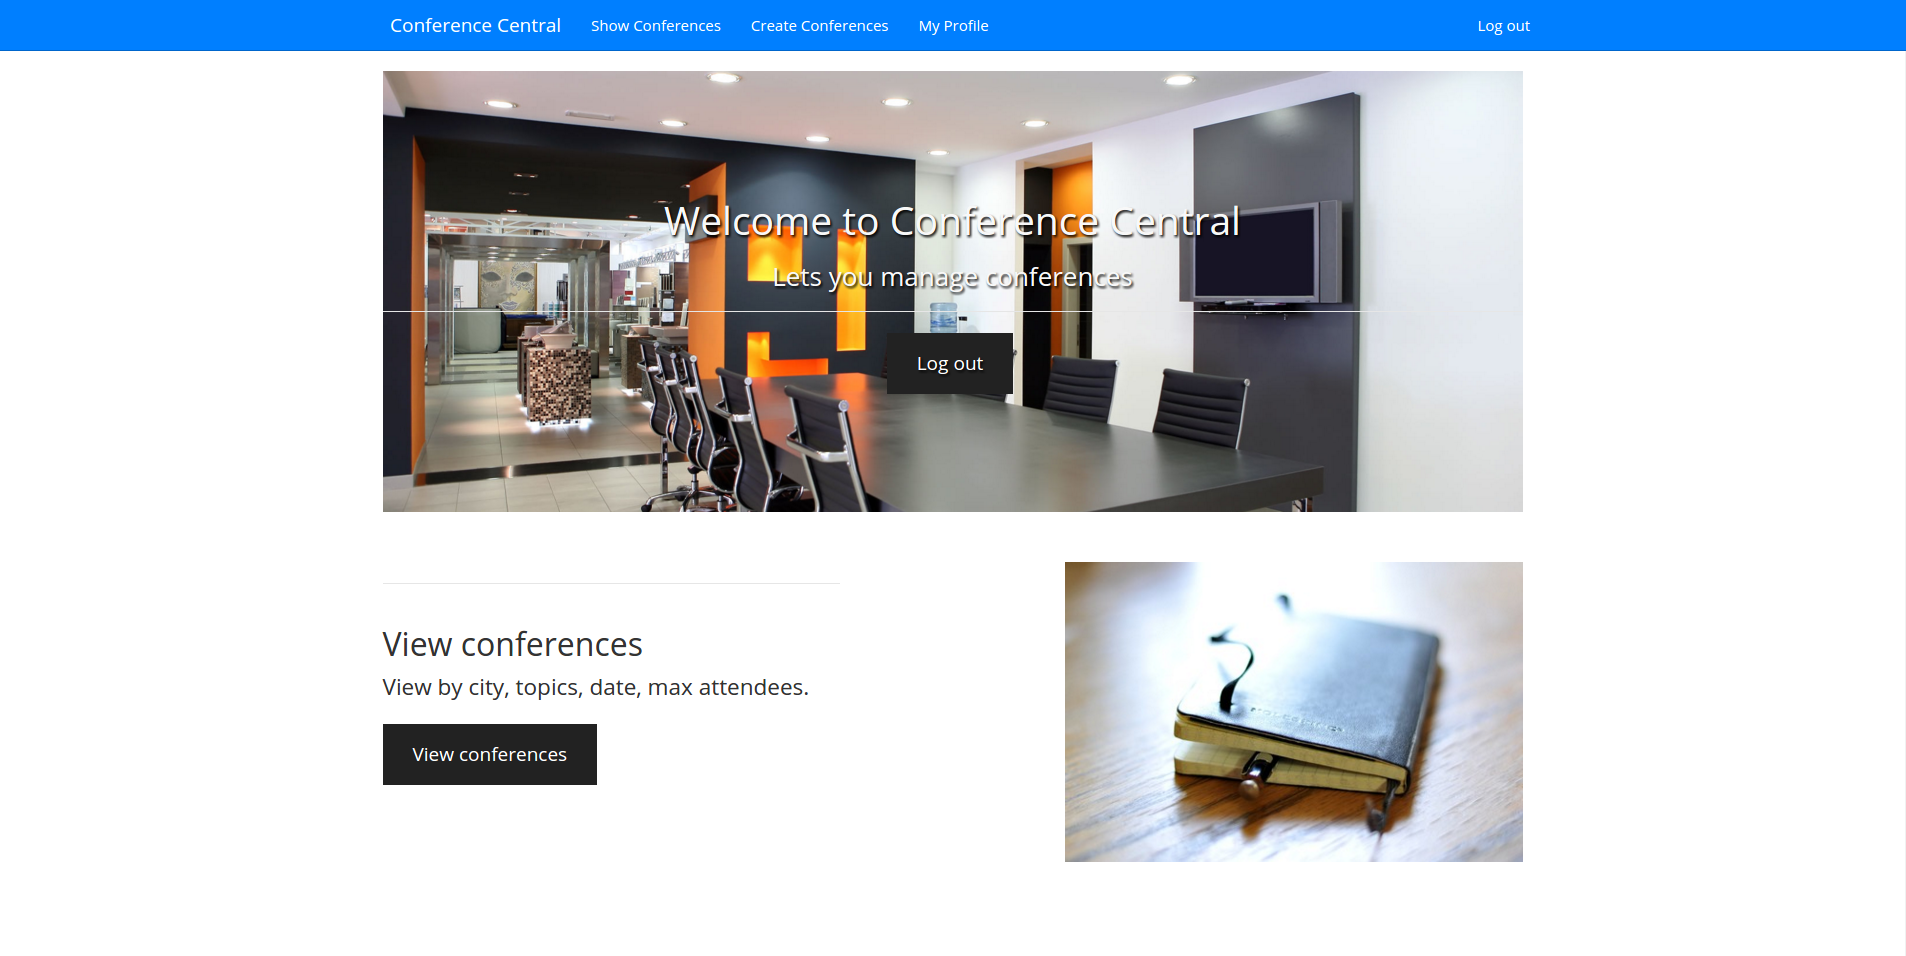 Conference Central Show Conferences Create Conferences My Profile Log out
Welcome to Conference Central
Lets you manage conferences
Log out
View conferences
View by city, topics, date, max attendees.
View conferences